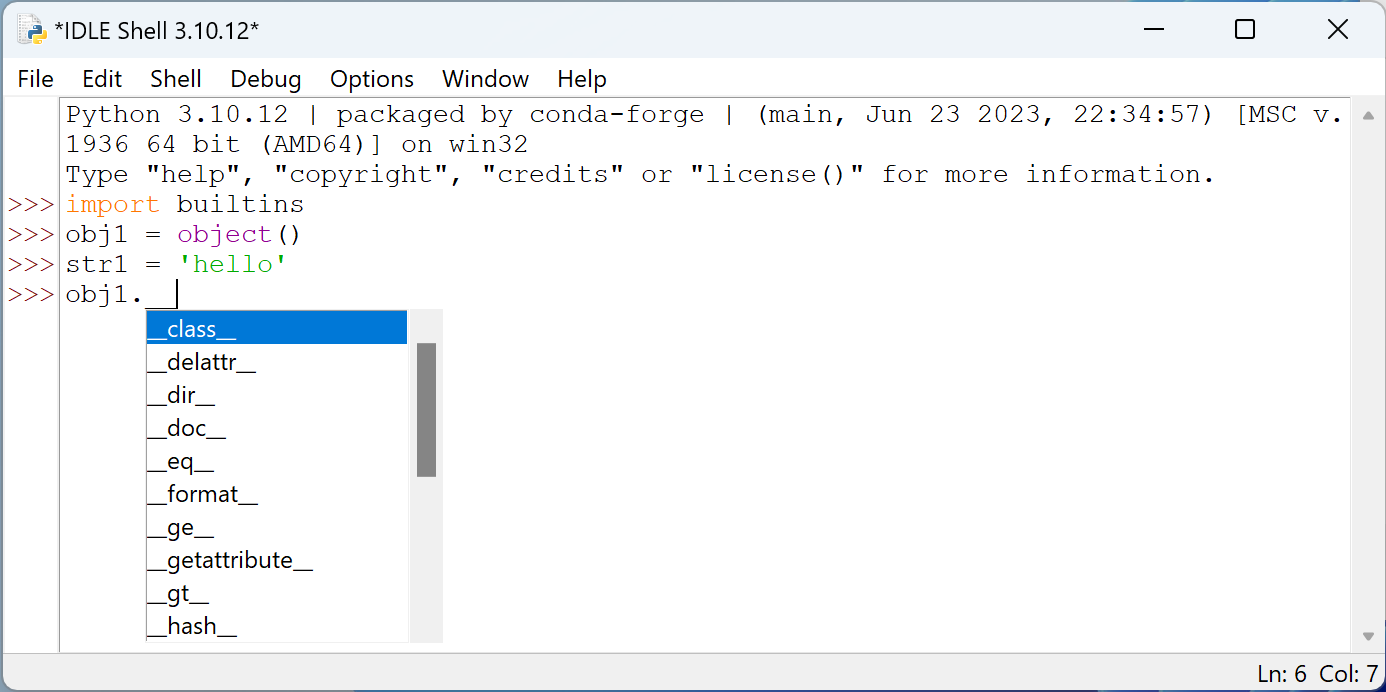 *IDLE Shell 3.10.12*
File Edit Shell Debug Options Window Help
Python 3.10.12 | packaged by conda-forge | (main, Jun 23 2023, 22:34:57) [MSC v.
1936 64 bit (AMD64)] on win32
Type "help", "copyright", "credits" or "license()" for more information.
>>> import builtins
>>> obj1 = object()
>>> str1 = 'hello'
>>> obj1.__
__class__
__delattr__
__dir__
__doc__
__eq__
__format__
__ge__
__getattribute__
__gt__
__hash__
Ln: 6 Col: 7